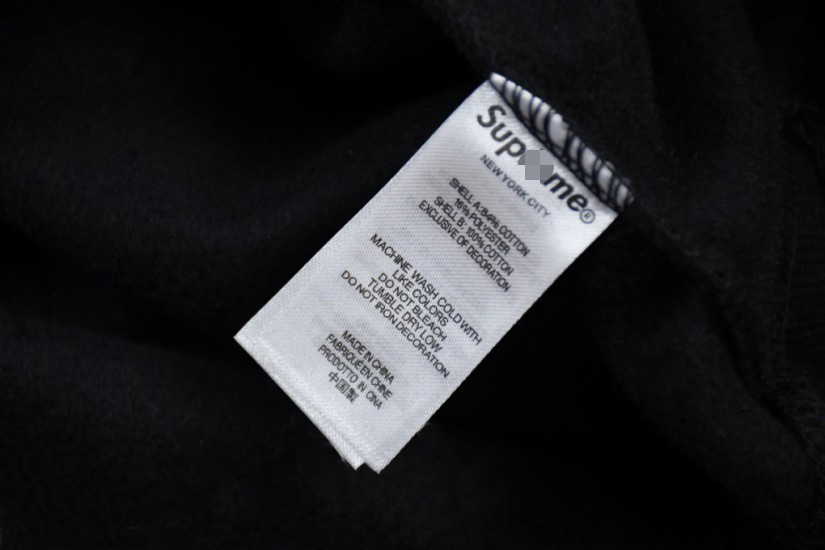 NEW YORK CITY
SHELL A: 84% COTTON
16% POLYESTER
SHELL B: 100% COTTON
EXCLUSIVE OF DECORATION
MACHINE WASH COLD WITH
LIKE COLORS
DO NOT BLEACH
TUMBLE DRY LOW
DO NOT IRON DECORATION
MADE IN CHINA
FABRIQUÉ EN CHINE
PRODOTTO IN CINA
中国製